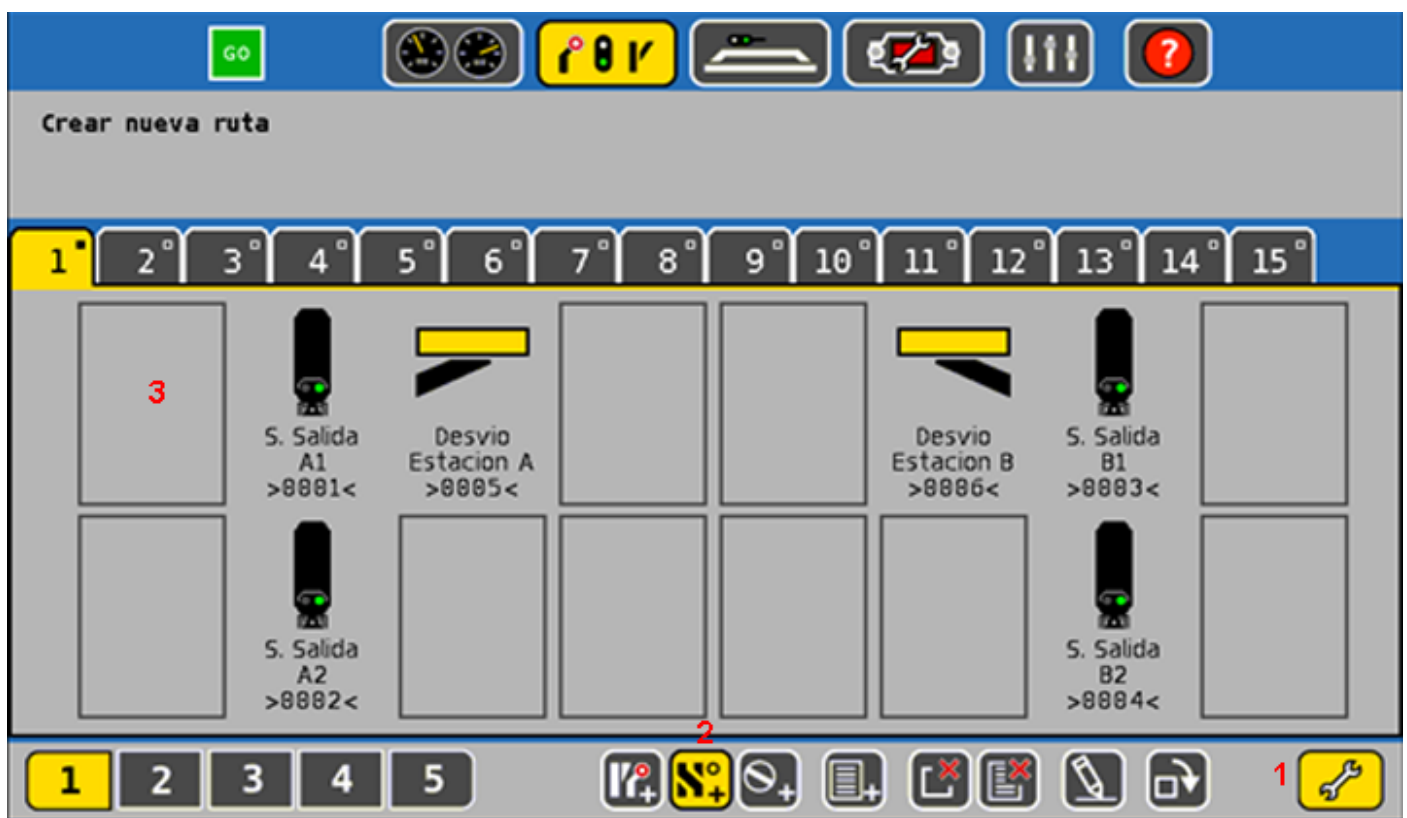 GO
?
Crear nueva ruta
1 2 3 4 5 6 7 8 9 10 11 12 13 14 15
3
S. Salida
A1
>0001<
Desvio
Estacion A
>0005<
Desvio
Estacion B
>0006<
S. Salida
B1
>0003<
S. Salida
A2
>0002<
S. Salida
B2
>0004<
2
1 2 3 4 5
1